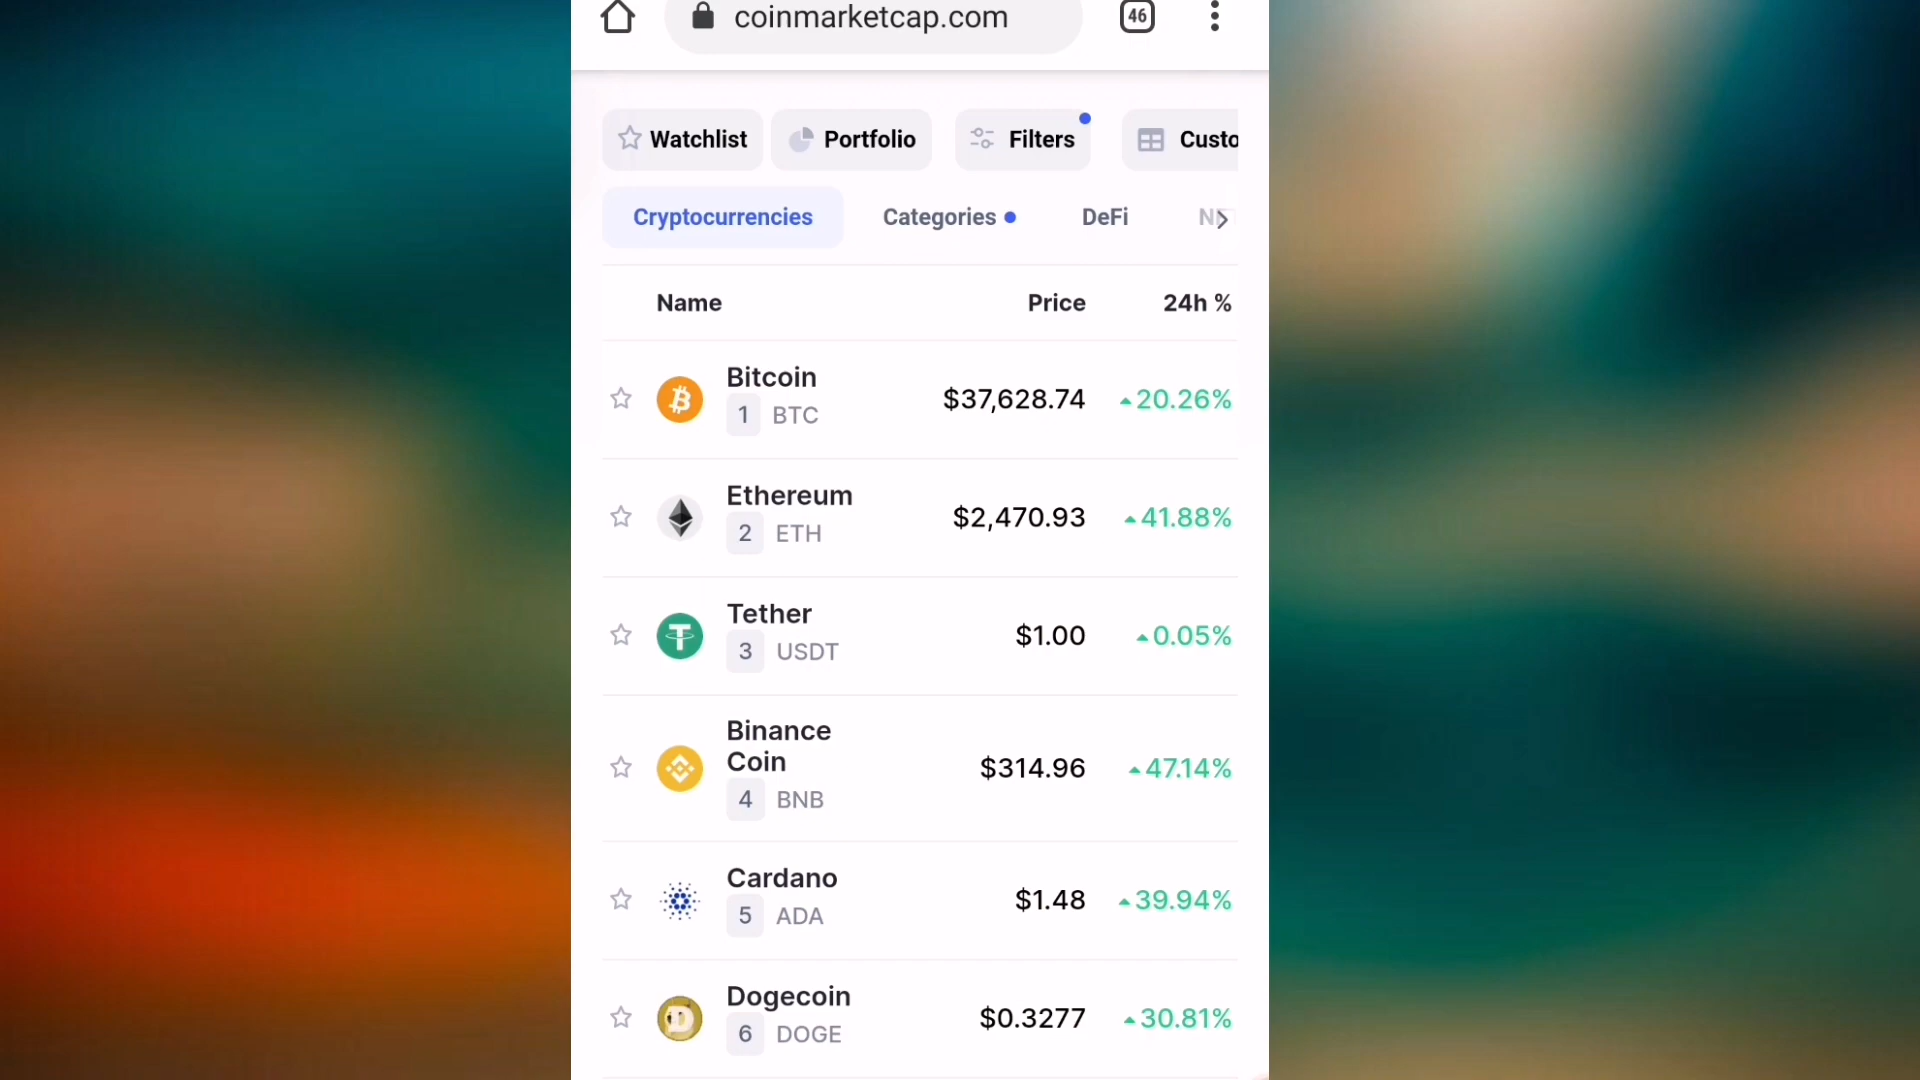 coinmarketcap.com 46
Watchlist Portfolio Filters Custo
Cryptocurrencies Categories DeFi
Name Price 24h %
Bitcoin
1 BTC $37,628.74 20.26%
Ethereum
2 ETH $2,470.93 41.88%
Tether
3 USDT $1.00 0.05%
Binance
Coin
4 BNB $314.96 47.14%
Cardano
5 ADA $1.48 39.94%
Dogecoin
6 DOGE $0.3277 30.81%